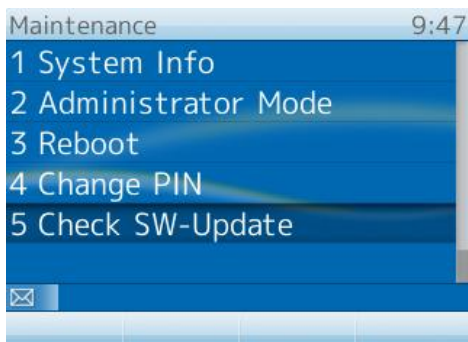 Maintenance 9:47
1 System Info
2 Administrator Mode
3 Reboot
4 Change PIN
5 Check SW-Update